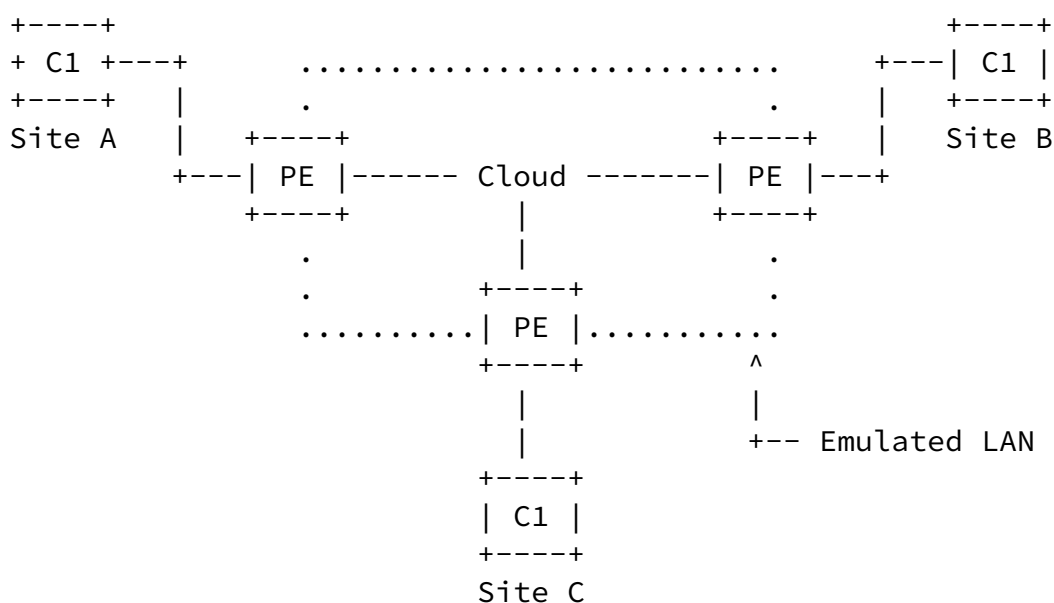 +----+                                              +----+
+ C1 +---+       ...........................     +---| C1 |
+----+   |       .                         .     |   +----+
Site A   |    +----+                    +----+   |   Site B
         +---| PE |------ Cloud -------| PE |---+
              +----+         |          +----+
                 .           |             .
                 .         +----+          .
                 ..........| PE |...........
                           +----+         ^
                             |            |
                             |            +-- Emulated LAN
                           +----+
                           | C1 |
                           +----+
                           Site C